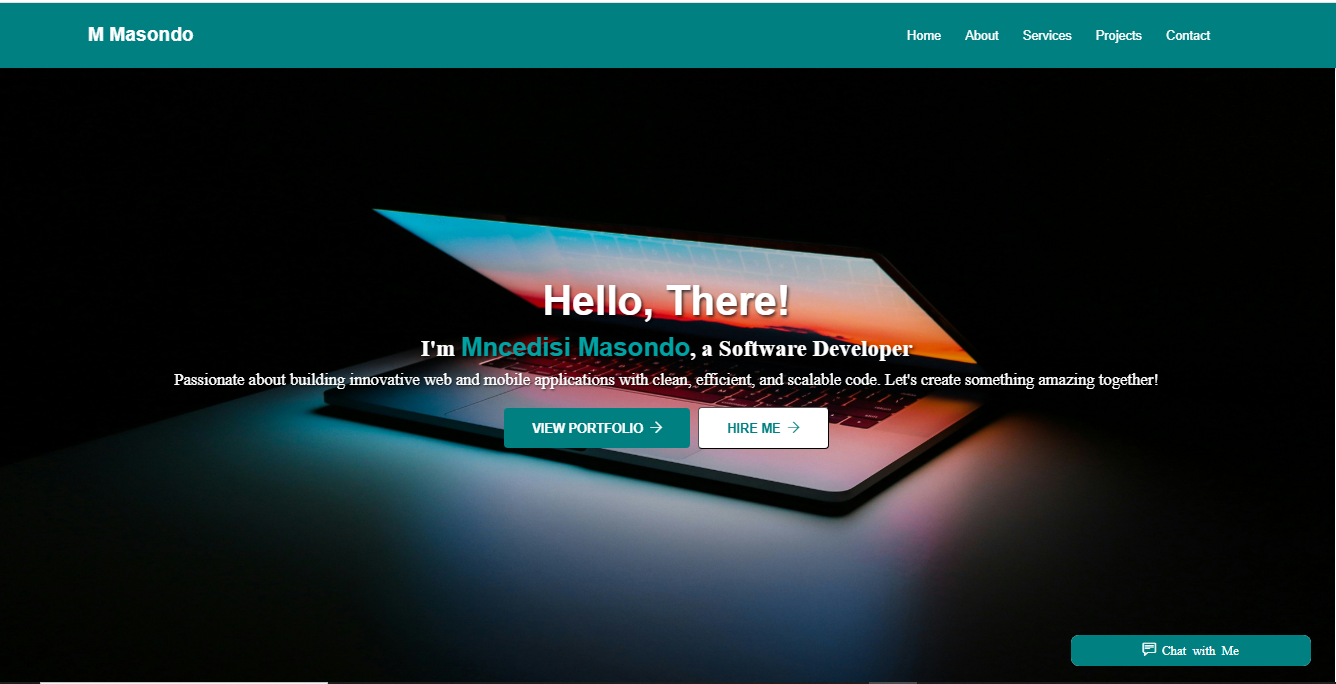 M Masondo
Home About Services Projects Contact
Hello, There!
I'm Mncedisi Masondo, a Software Developer
Passionate about building innovative web and mobile applications with clean, efficient, and scalable code. Let's create something amazing together!
VIEW PORTFOLIO → HIRE ME →
Chat with Me